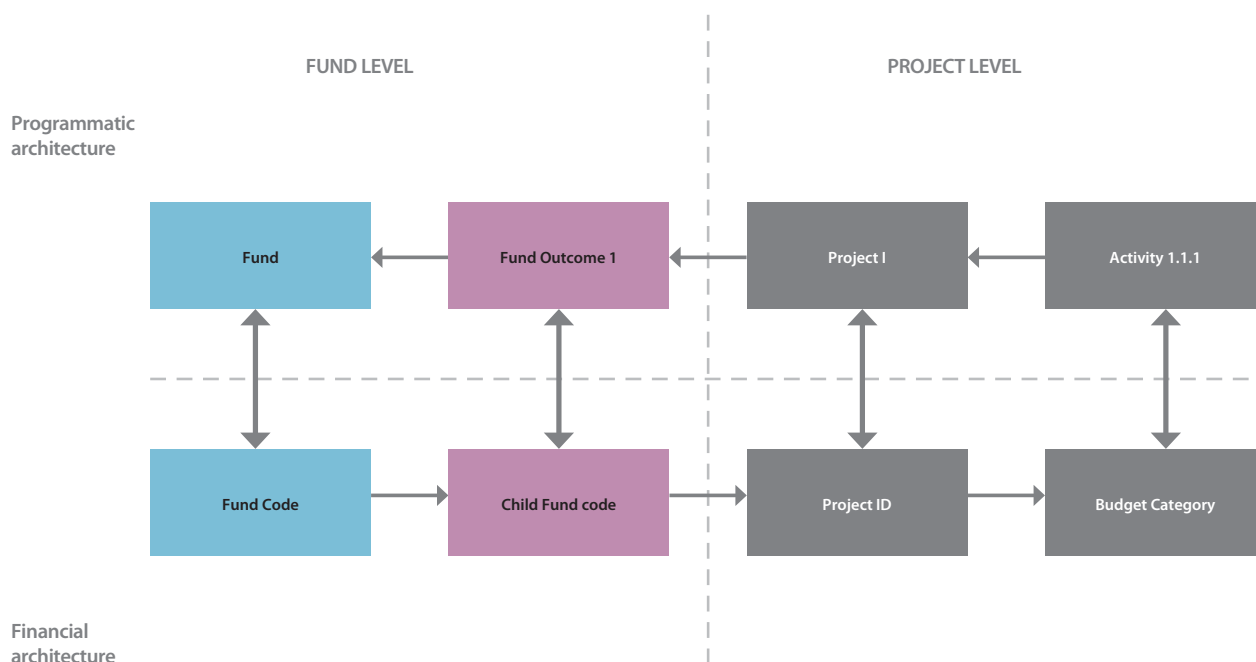 FUND LEVEL
PROJECT LEVEL
Programmatic
architecture
Fund
Fund Outcome 1
Project I
Activity 1.1.1
Fund Code
Child Fund code
Project ID
Budget Category
Financial
architecture